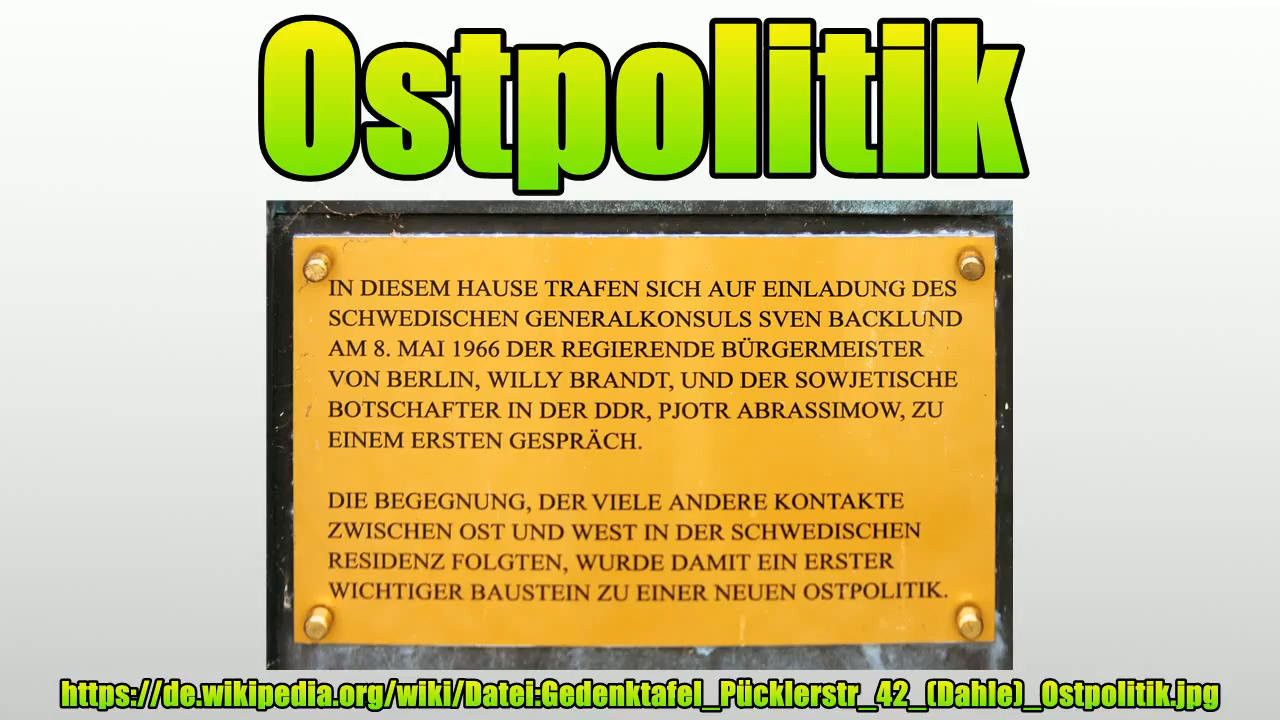 Ostpolitik
IN DIESEM HAUSE TRAFEN SICH AUF EINLADUNG DES
SCHWEDISCHEN GENERALKONSULS SVEN BACKLUND
AM 8. MAI 1966 DER REGIERENDE BÜRGERMEISTER
VON BERLIN, WILLY BRANDT, UND DER SOWJETISCHE
BOTSCHAFTER IN DER DDR, PJOTR ABRASSIMOW, ZU
EINEM ERSTEN GESPRÄCH.
DIE BEGEGNUNG, DER VIELE ANDERE KONTAKTE
ZWISCHEN OST UND WEST IN DER SCHWEDISCHEN
RESIDENZ FOLGTEN, WURDE DAMIT EIN ERSTER
WICHTIGER BAUSTEIN ZU EINER NEUEN OSTPOLITIK.
https://de.wikipedia.org/wiki/Datei:Gedenktafel_Pücklerstr_42_(Dahle)_Ostpolitik.jpg